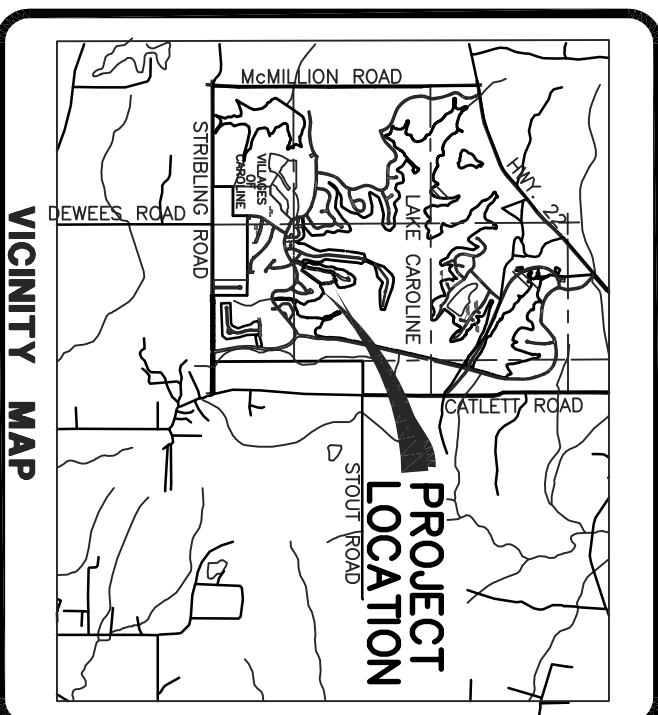 McMILLION ROAD
HWY. 22
STRIBLING ROAD
VILLAGES
OF
CAROLINE
LAKE CAROLINE
DEWEES ROAD
CATLETT ROAD
STOUT ROAD
PROJECT
LOCATION
VICINITY MAP